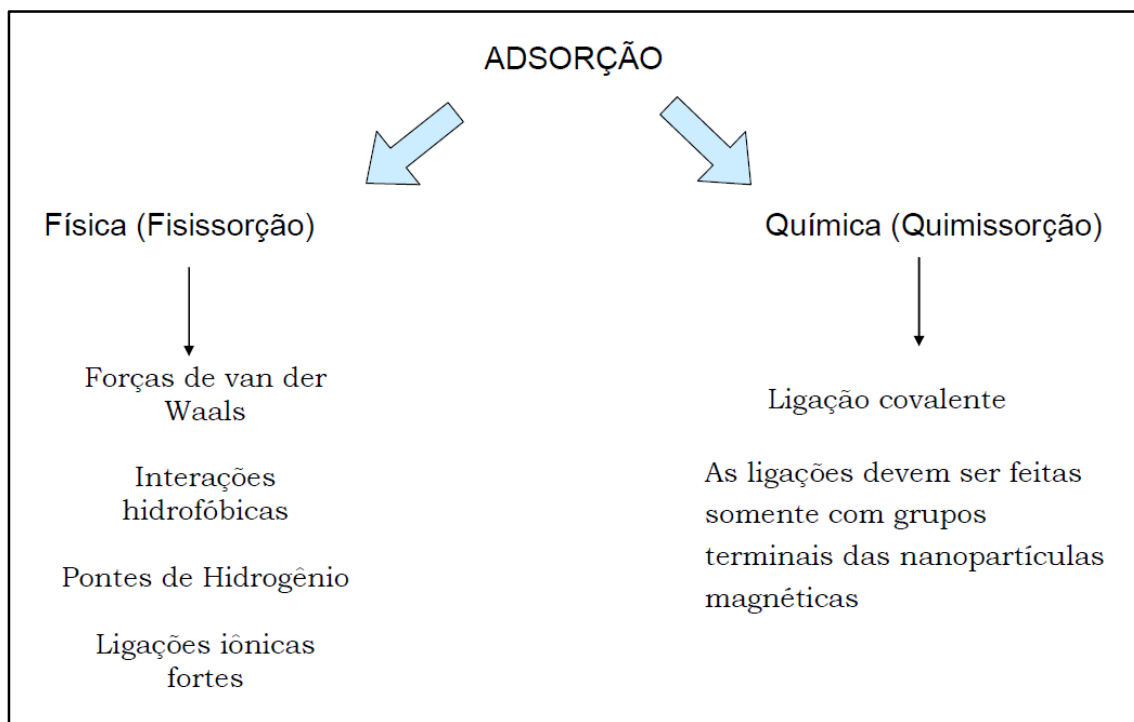 ADSORÇÃO
Física (Fisissorção)
Química (Quimissorção)
Forças de van der
Waals
Interações
hidrofóbicas
Pontes de Hidrogênio
Ligações iônicas
fortes
Ligação covalente
As ligações devem ser feitas
somente com grupos
terminais das nanopartículas
magnéticas